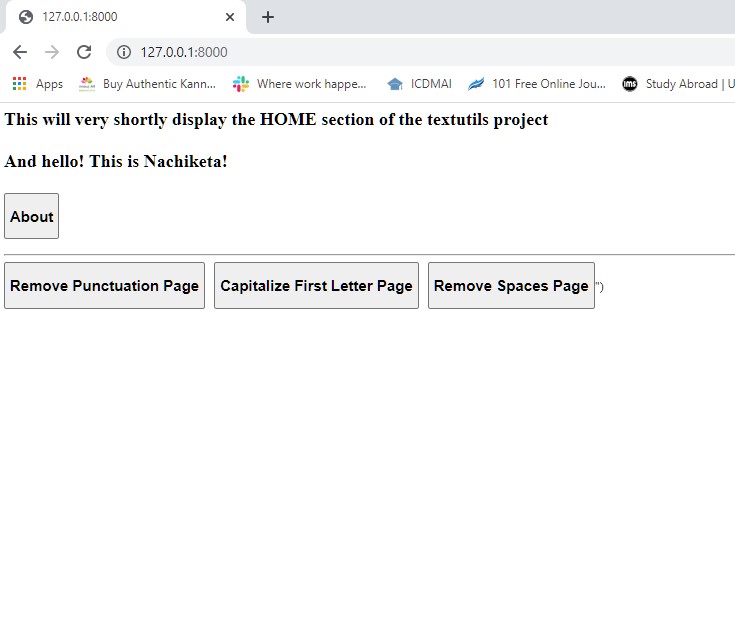 127.0.0.1:8000
127.0.0.1:8000
Apps Buy Authentic Kann... Where work happe... ICDMAI 101 Free Online Jou... ims Study Abroad | U
This will very shortly display the HOME section of the textutils project
And hello! This is Nachiketa!
About
Remove Punctuation Page Capitalize First Letter Page Remove Spaces Page ")